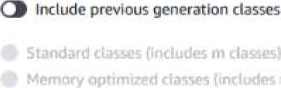 Include previous generation classes
Standard classes (includes m classes)
Memory optimized classes (includes